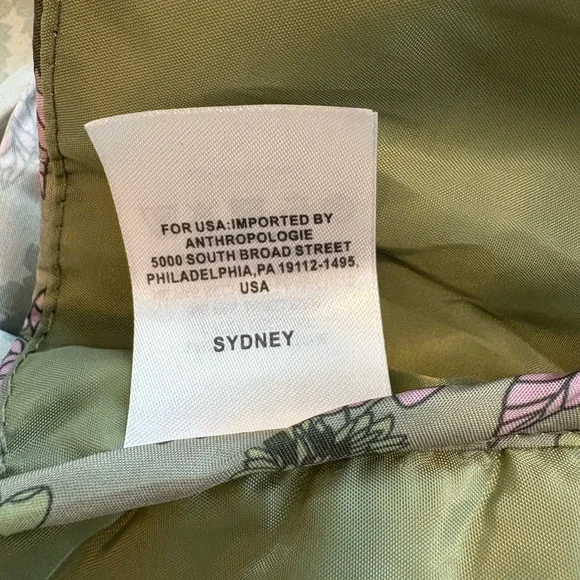 FOR USA:IMPORTED BY
ANTHROPOLOGIE
5000 SOUTH BROAD STREET
PHILADELPHIA,PA 19112-1495.
USA
SYDNEY